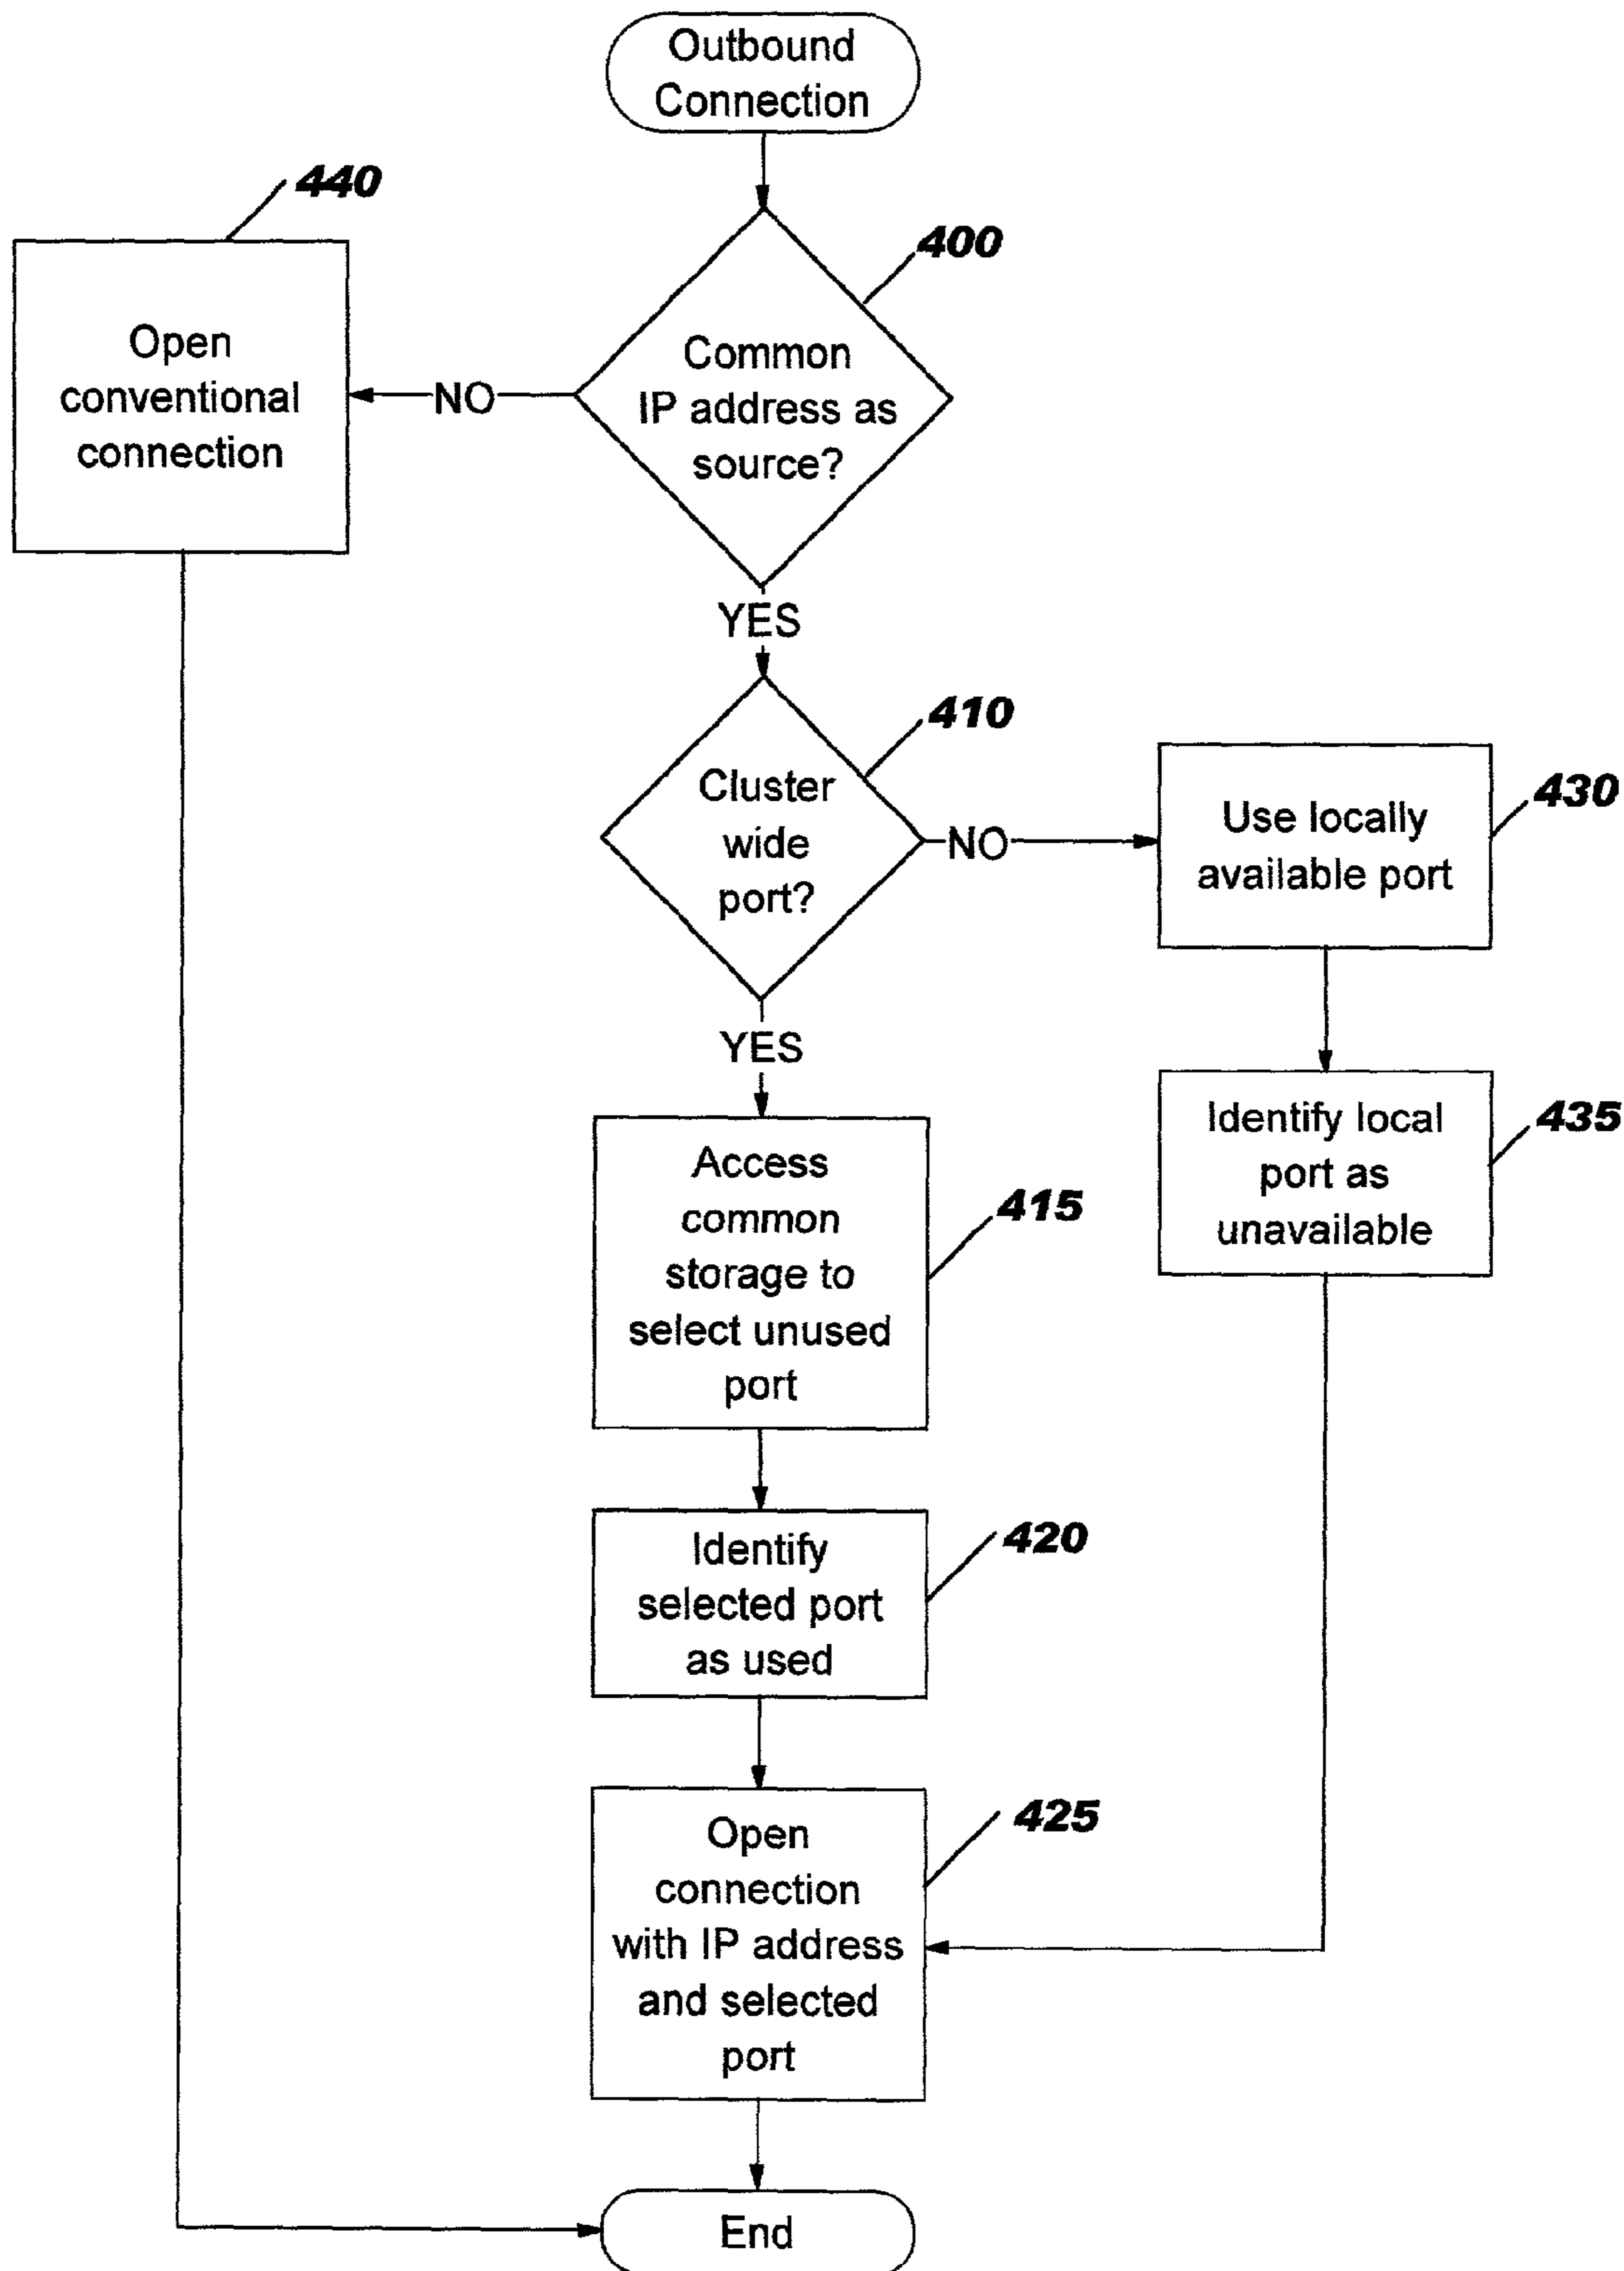 Outbound
Connection
440
400
Open
conventional
connection
NO
Common
IP address as
source?
YES
410
Cluster
wide
port?
NO
430
Use locally
available port
YES
435
Identify local
port as
unavailable
415
Access
common
storage to
select unused
port
420
Identify
selected port
as used
425
Open
connection
with IP address
and selected
port
End